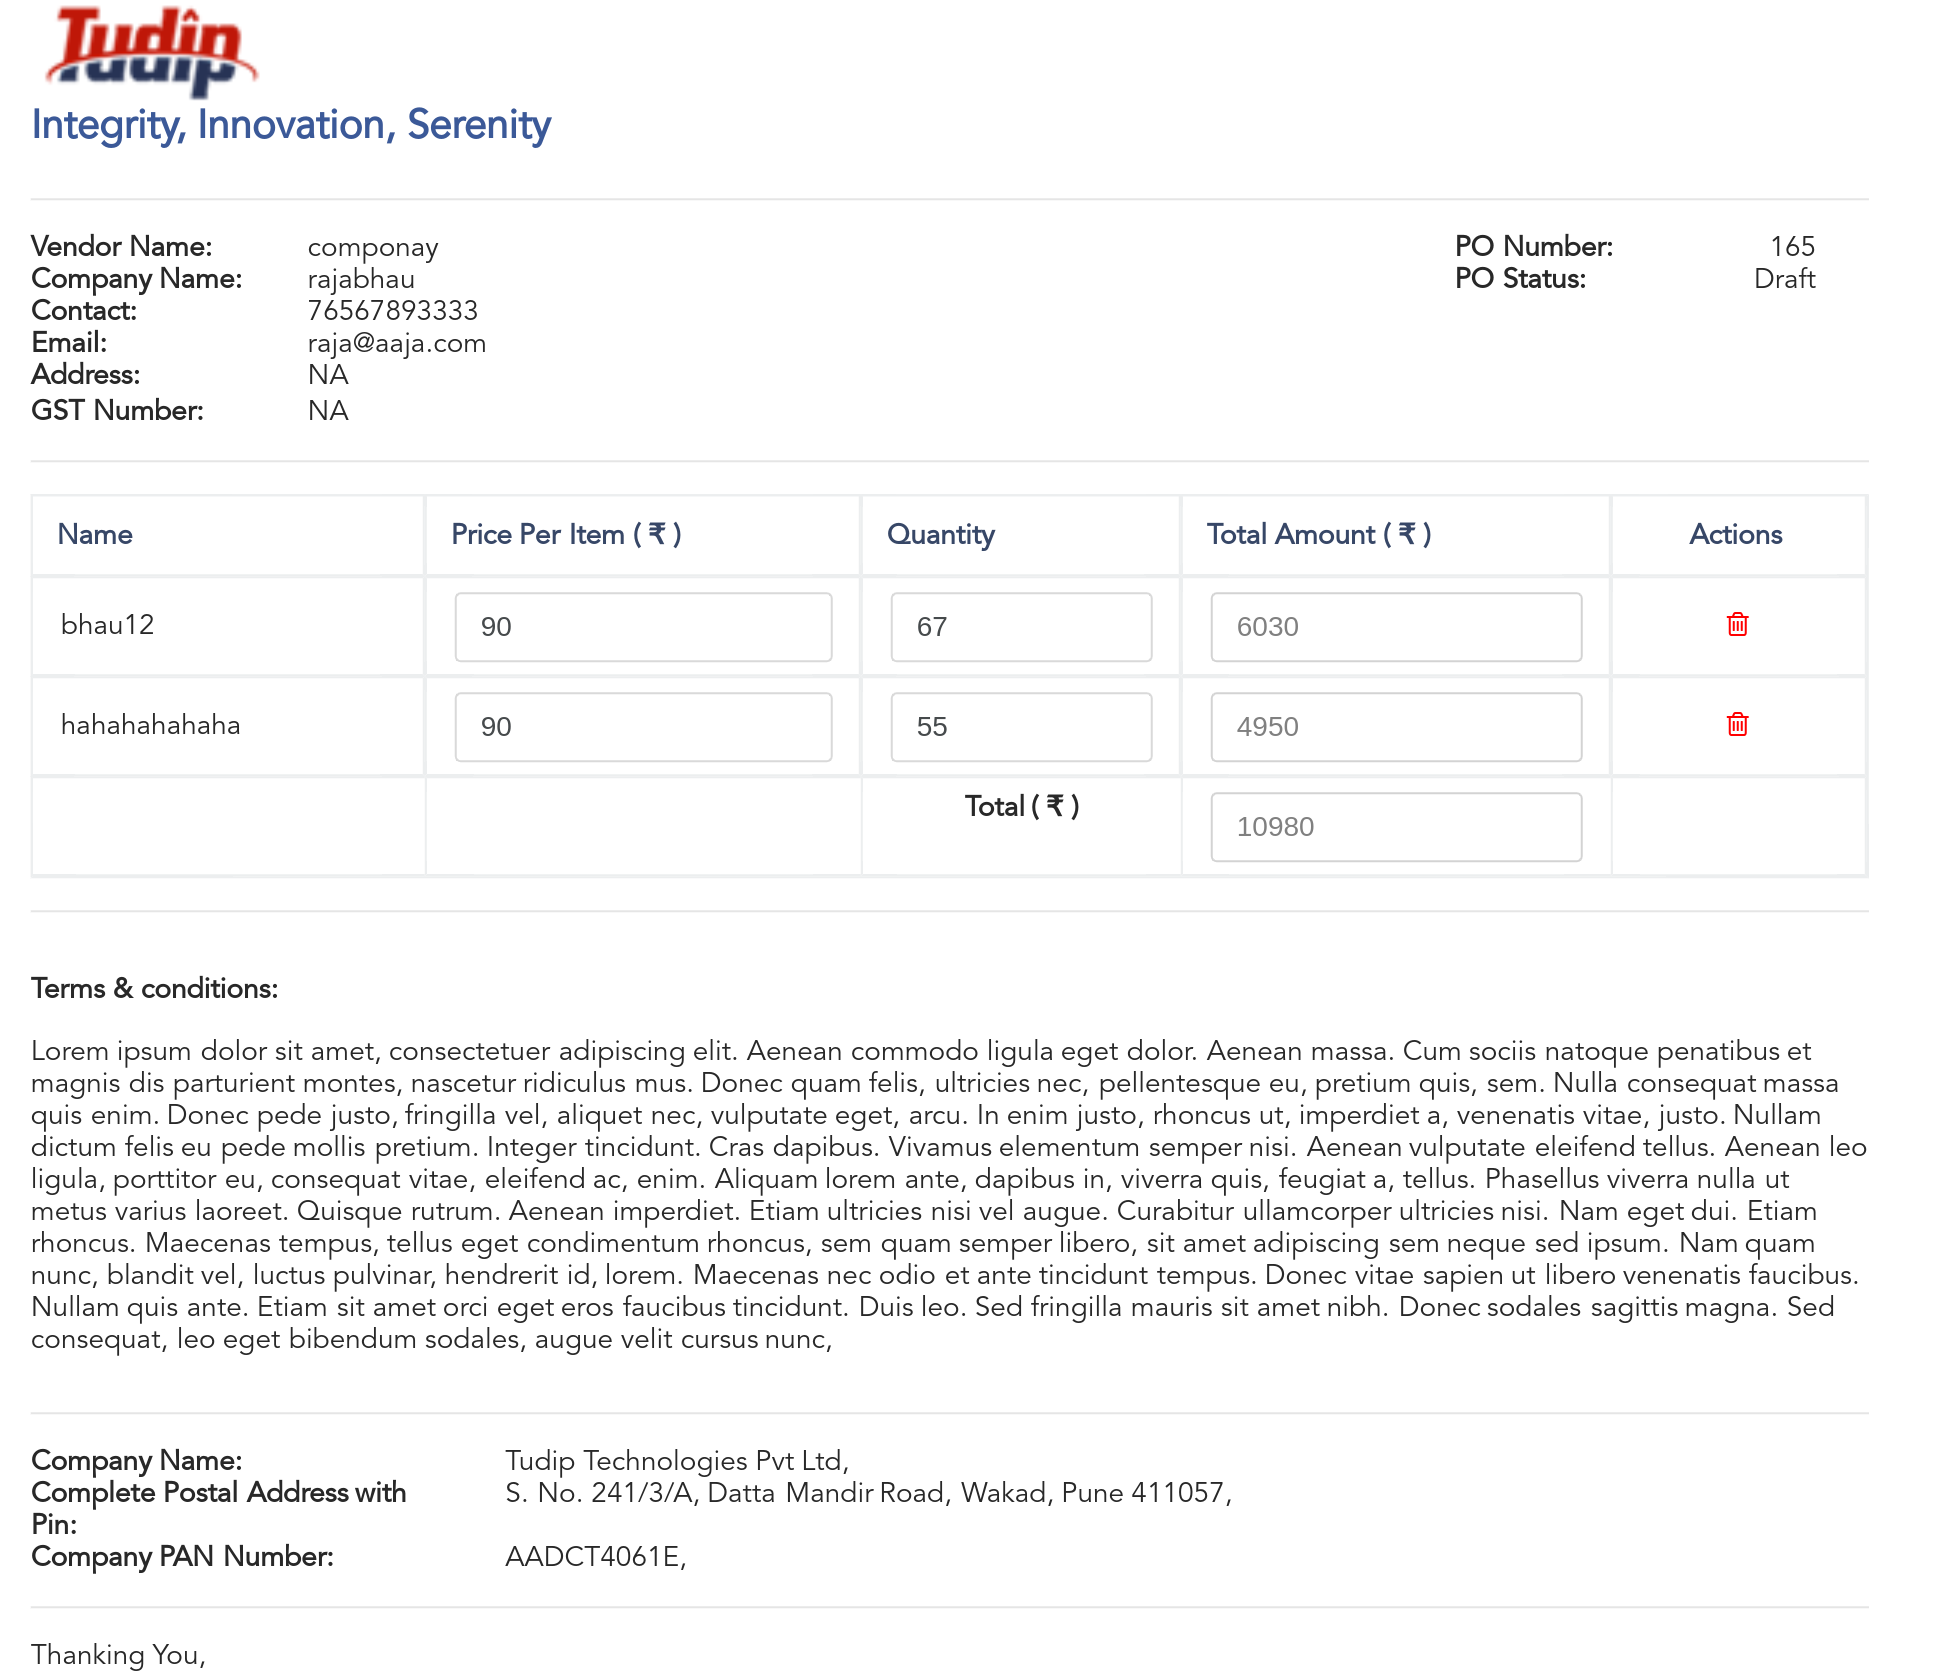 Tudip
Integrity, Innovation, Serenity
Vendor Name: componay
Company Name: rajabhau
Contact: 76567893333
Email: raja@aaja.com
Address: NA
GST Number: NA
PO Number: 165
PO Status: Draft
Name Price Per Item ( ₹ ) Quantity Total Amount ( ₹ ) Actions
bhau12 90 67 6030
hahahahahaha 90 55 4950
Total ( ₹ ) 10980
Terms & conditions:
Lorem ipsum dolor sit amet, consectetuer adipiscing elit. Aenean commodo ligula eget dolor. Aenean massa. Cum sociis natoque penatibus et
magnis dis parturient montes, nascetur ridiculus mus. Donec quam felis, ultricies nec, pellentesque eu, pretium quis, sem. Nulla consequat massa
quis enim. Donec pede justo, fringilla vel, aliquet nec, vulputate eget, arcu. In enim justo, rhoncus ut, imperdiet a, venenatis vitae, justo. Nullam
dictum felis eu pede mollis pretium. Integer tincidunt. Cras dapibus. Vivamus elementum semper nisi. Aenean vulputate eleifend tellus. Aenean leo
ligula, porttitor eu, consequat vitae, eleifend ac, enim. Aliquam lorem ante, dapibus in, viverra quis, feugiat a, tellus. Phasellus viverra nulla ut
metus varius laoreet. Quisque rutrum. Aenean imperdiet. Etiam ultricies nisi vel augue. Curabitur ullamcorper ultricies nisi. Nam eget dui. Etiam
rhoncus. Maecenas tempus, tellus eget condimentum rhoncus, sem quam semper libero, sit amet adipiscing sem neque sed ipsum. Nam quam
nunc, blandit vel, luctus pulvinar, hendrerit id, lorem. Maecenas nec odio et ante tincidunt tempus. Donec vitae sapien ut libero venenatis faucibus.
Nullam quis ante. Etiam sit amet orci eget eros faucibus tincidunt. Duis leo. Sed fringilla mauris sit amet nibh. Donec sodales sagittis magna. Sed
consequat, leo eget bibendum sodales, augue velit cursus nunc,
Company Name: Tudip Technologies Pvt Ltd,
Complete Postal Address with S. No. 241/3/A, Datta Mandir Road, Wakad, Pune 411057,
Pin:
Company PAN Number: AADCT4061E,
Thanking You,